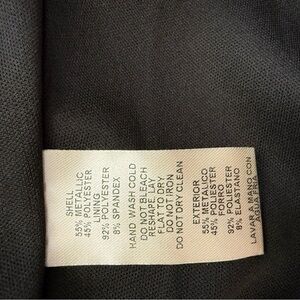 SHELL
55% METALLIC
45% POLYESTER
LINING
92% POLYESTER
8% SPANDEX
HAND WASH COLD
DO NOT BLEACH
RESHAPE, LAY
FLAT TO DRY
DO NOT IRON
DO NOT DRY CLEAN
EXTERIOR
55% METALICO
45% POLIESTER
FORRO
92% POLIESTER
8% ELASTANO
LAVAR A MANO CON
AGUA FRIA